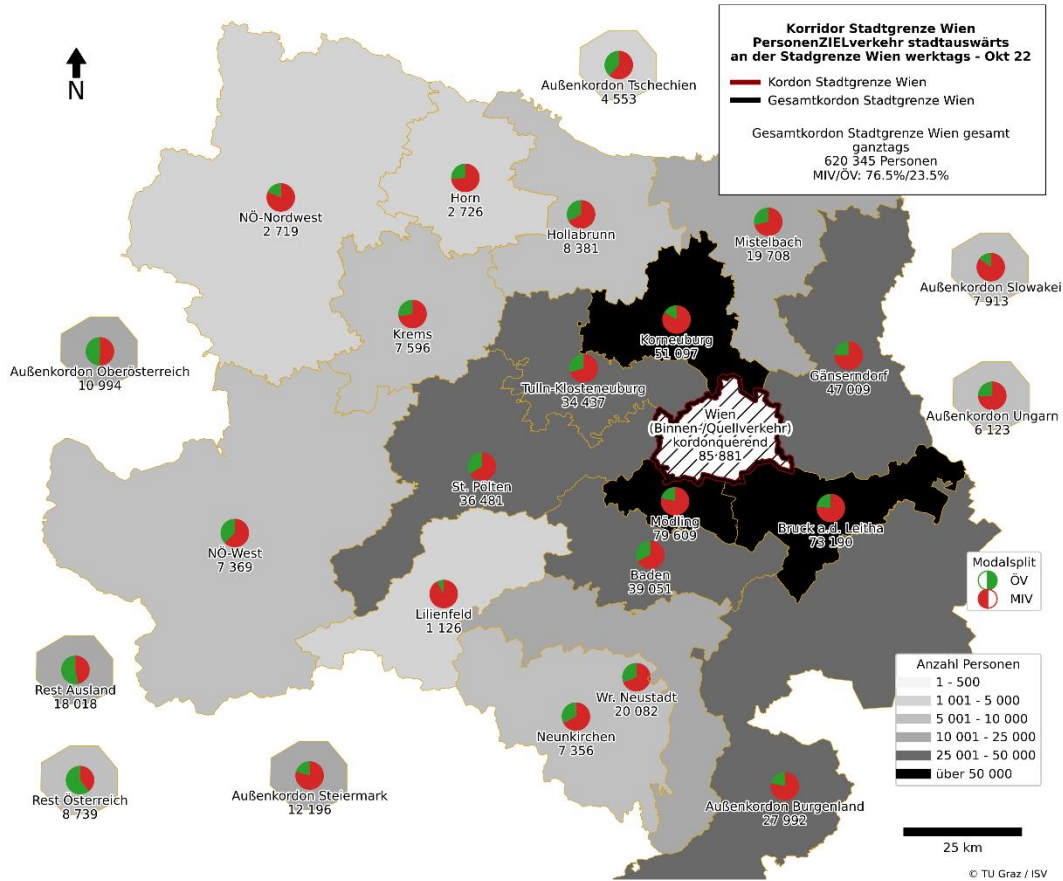 Korridor Stadtgrenze Wien
PersonenZIELverkehr stadtauswärts
an der Stadgrenze Wien werktags - Okt 22
Kordon Stadtgrenze Wien
Gesamtkordon Stadtgrenze Wien
Gesamtkordon Stadtgrenze Wien gesamt
ganztags
620 345 Personen
MIV/ÖV: 76.5%/23.5%
N
Außenkordon Tschechien
4 553
Horn
2 726
NÖ-Nordwest
2 719
Hollabrunn
8 381
Mistelbach
19 708
Außenkordon Slowakei
7 913
Krems
7 596
Korneuburg
51 097
Außenkordon Oberösterreich
10 994
Tulln-Klosteneuburg
34 437
Gänserndorf
47 009
Außenkordon Ungarn
6 123
Wien
(Binnen-/Quellverkehr)
kordonquerend
85 881
St. Pölten
36 481
Mödling
79 609
Bruck a.d. Leitha
73 190
NÖ-West
7 369
Baden
39 051
Modalsplit
ÖV
MIV
Lilienfeld
1 126
Anzahl Personen
1 - 500
1 001 - 5 000
5 001 - 10 000
10 001 - 25 000
25 001 - 50 000
über 50 000
Rest Ausland
18 018
Wr. Neustadt
20 082
Neunkirchen
7 356
Rest Österreich
8 739
Außenkordon Steiermark
12 196
Außenkordon Burgenland
27 992
25 km
© TU Graz / ISV